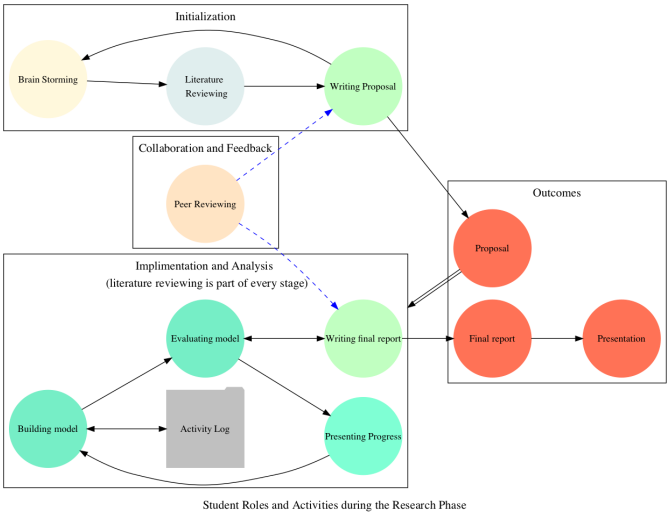 Initialization
Brain Storming
Literature
Reviewing
Writing Proposal
Collaboration and Feedback
Peer Reviewing
Outcomes
Proposal
Final report
Presentation
Implimentation and Analysis
(literature reviewing is part of every stage)
Evaluating model
Writing final report
Building model
Activity Log
Presenting Progress
Student Roles and Activities during the Research Phase